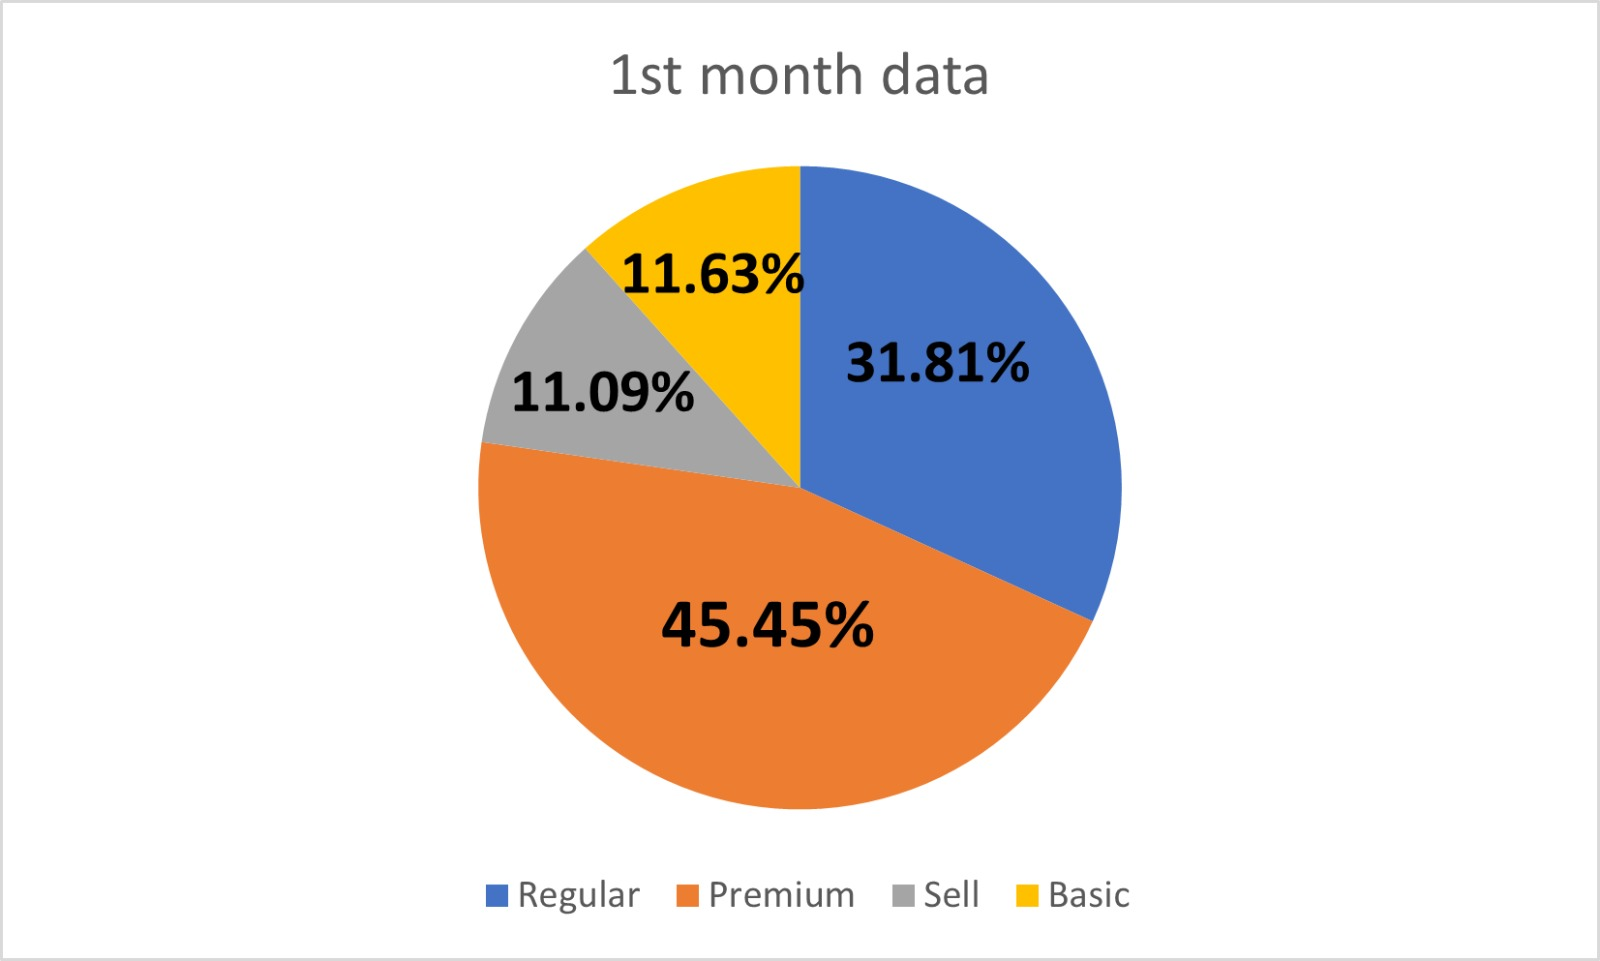 1st month data
11.63%
31.81%
11.09%
45.45%
Regular Premium Sell Basic